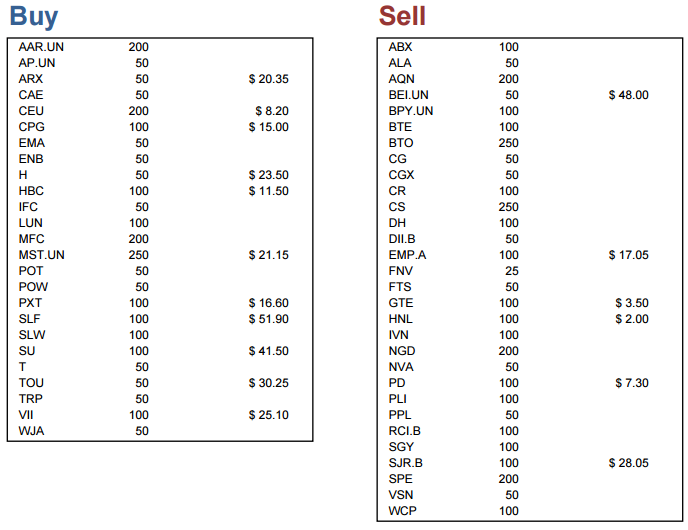 Buy
AAR.UN 200
AP.UN 50
ARX 50 $ 20.35
CAE 50
CEU 200 $ 8.20
CPG 100 $ 15.00
EMA 50
ENB 50
H 50 $ 23.50
HBC 100 $ 11.50
IFC 50
LUN 100
MFC 200
MST.UN 250 $ 21.15
POT 50
POW 50
PXT 100 $ 16.60
SLF 100 $ 51.90
SLW 100
SU 100 $ 41.50
T 50
TOU 50 $ 30.25
TRP 50
VII 100 $ 25.10
WJA 50
Sell
ABX 100
ALA 50
AQN 200
BEI.UN 50 $ 48.00
BPY.UN 100
BTE 100
BTO 250
CG 50
CGX 50
CR 100
CS 250
DH 100
DII.B 50
EMP.A 100 $ 17.05
FNV 25
FTS 50
GTE 100 $ 3.50
HNL 100 $ 2.00
IVN 100
NGD 200
NVA 50
PD 100 $ 7.30
PLI 100
PPL 50
RCI.B 100
SGY 100
SJR.B 100 $ 28.05
SPE 200
VSN 50
WCP 100